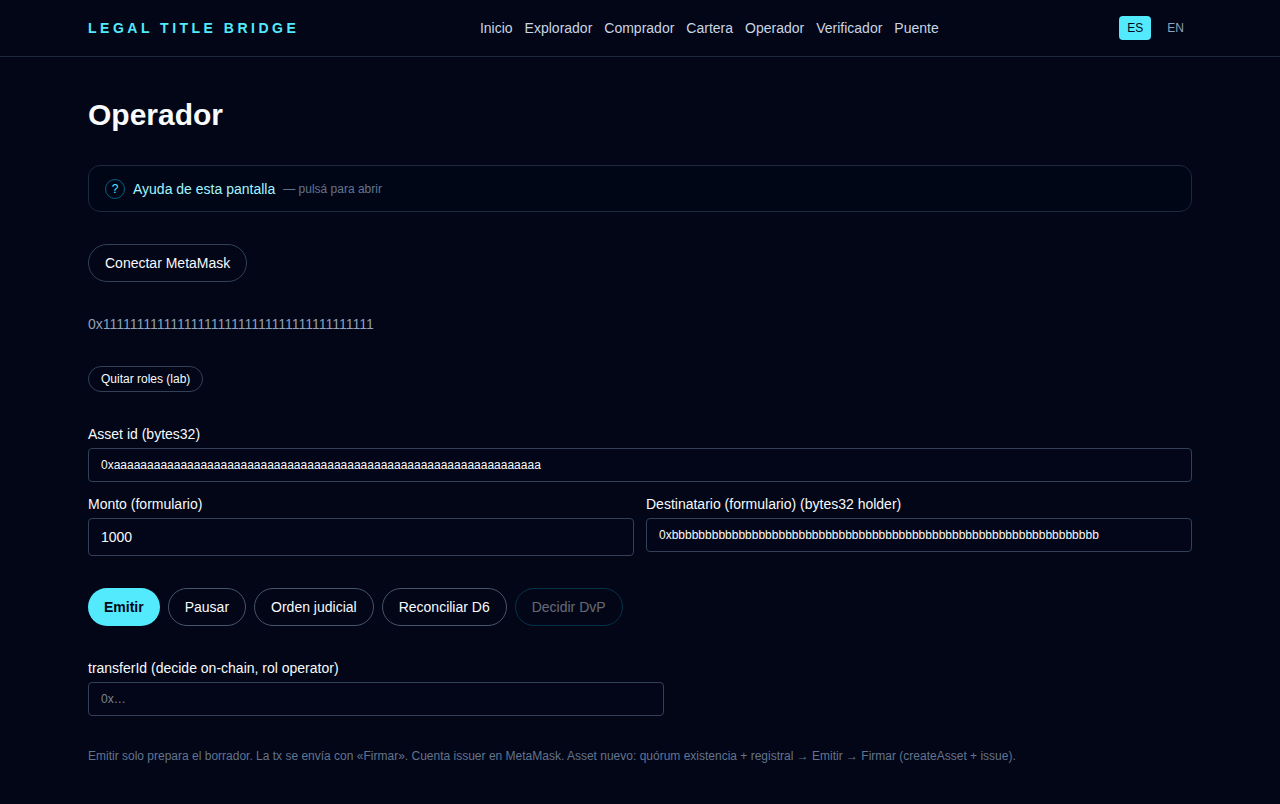 LEGAL TITLE BRIDGE
Inicio Explorador Comprador Cartera Operador Verificador Puente
ES EN
Operador
? Ayuda de esta pantalla — pulsá para abrir
Conectar MetaMask
0x1111111111111111111111111111111111111111
Quitar roles (lab)
Asset id (bytes32)
0xaaaaaaaaaaaaaaaaaaaaaaaaaaaaaaaaaaaaaaaaaaaaaaaaaaaaaaaaaaaaaaaa
Monto (formulario) Destinatario (formulario) (bytes32 holder)
1000 0xbbbbbbbbbbbbbbbbbbbbbbbbbbbbbbbbbbbbbbbbbbbbbbbbbbbbbbbbbbbbbbbb
Emitir Pausar Orden judicial Reconciliar D6 Decidir DvP
transferId (decide on-chain, rol operator)
0x…
Emitir solo prepara el borrador. La tx se envía con «Firmar». Cuenta issuer en MetaMask. Asset nuevo: quórum existencia + registral → Emitir → Firmar (createAsset + issue).